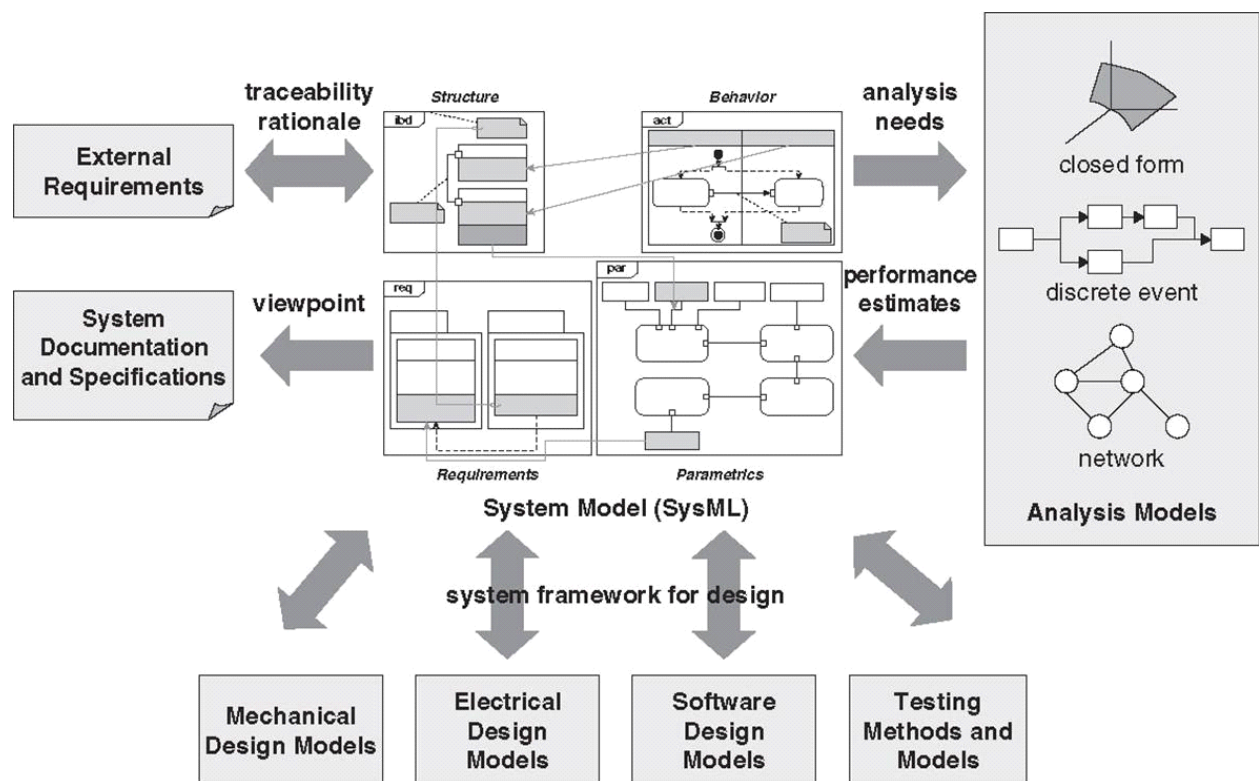 traceability
rationale
External
Requirements
Structure
ibd
Behavior
act
analysis
needs
closed form
discrete event
network
Analysis Models
System
Documentation
and Specifications
viewpoint
req
par
performance
estimates
Requirements
Parametrics
System Model (SysML)
system framework for design
Mechanical
Design Models
Electrical
Design
Models
Software
Design
Models
Testing
Methods and
Models